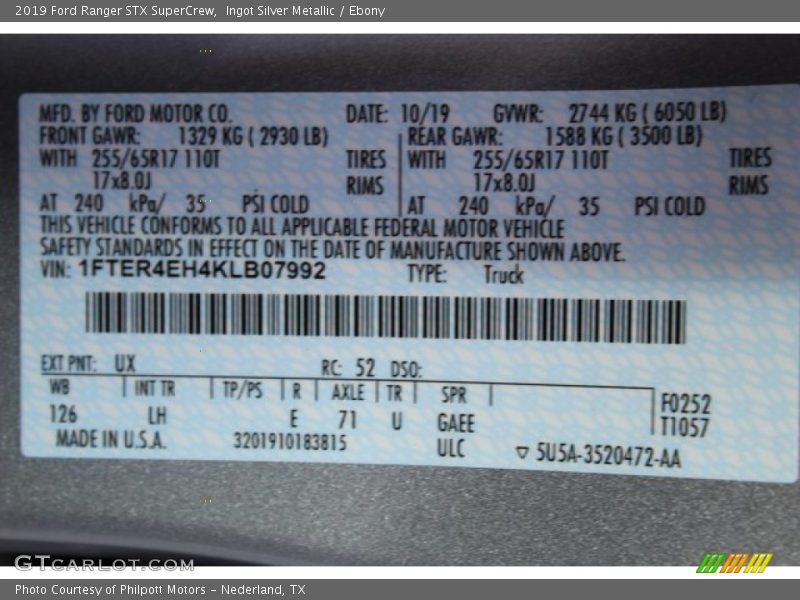 2019 Ford Ranger STX SuperCrew,  Ingot Silver Metallic / Ebony
MFD. BY FORD MOTOR CO. DATE: 10/19 GVWR: 2744 KG ( 6050 LB)
FRONT GAWR: 1329 KG ( 2930 LB) REAR GAWR: 1588 KG ( 3500 LB)
WITH 255/65R17 110T TIRES WITH 255/65R17 110T TIRES
17x8.0J RIMS 17x8.0J RIMS
AT 240 kPa/ 35 PSI COLD AT 240 kPa/ 35 PSI COLD
THIS VEHICLE CONFORMS TO ALL APPLICABLE FEDERAL MOTOR VEHICLE
SAFETY STANDARDS IN EFFECT ON THE DATE OF MANUFACTURE SHOWN ABOVE.
VIN: 1FTER4EH4KLB07992 TYPE: Truck
EXT PNT: UX RC: 52 DSO:
WB INT TR TP/PS R AXLE TR SPR F0252
126 LH E 71 U GAEE T1057
MADE IN U.S.A. 3201910183815 ULC ▽ 5U5A-3520472-AA
GTCARLOT.COM
Photo Courtesy of Philpott Motors - Nederland, TX